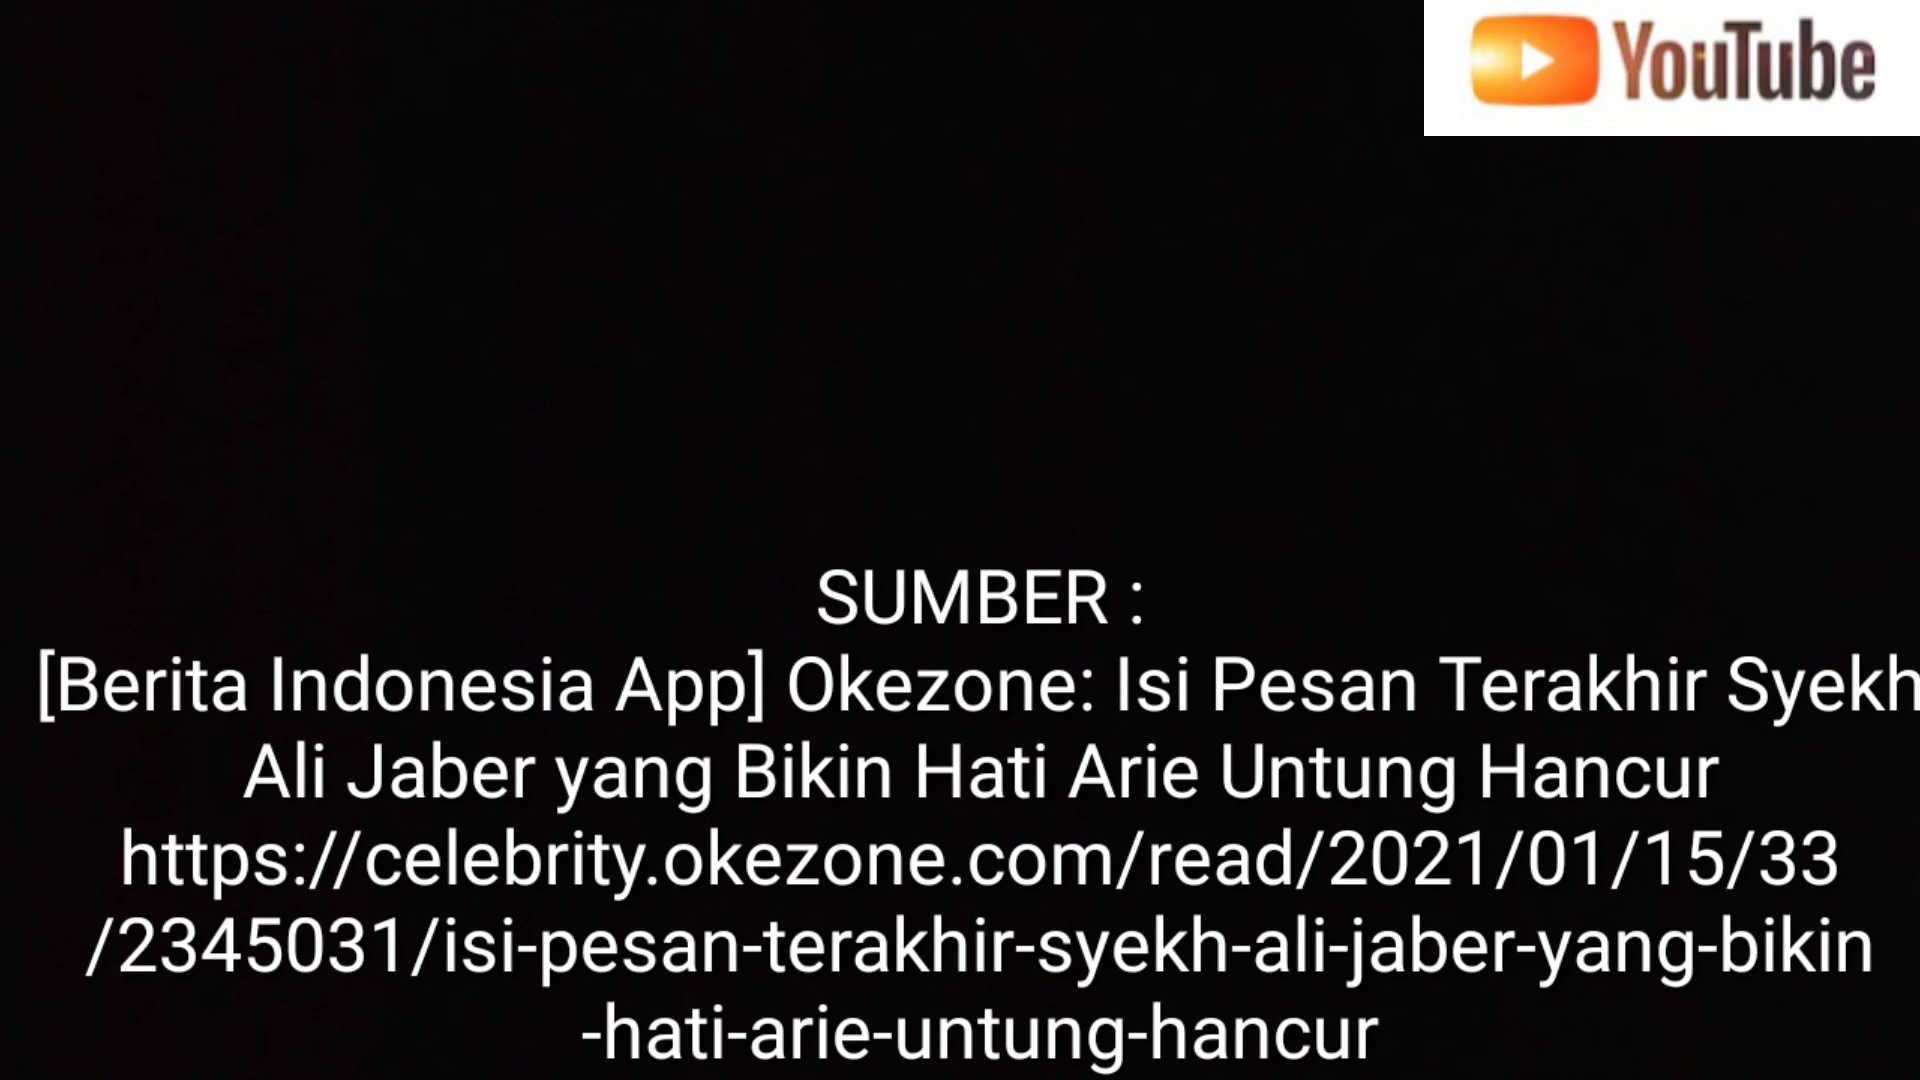 YouTube
SUMBER :
[Berita Indonesia App] Okezone: Isi Pesan Terakhir Syekh
Ali Jaber yang Bikin Hati Arie Untung Hancur
https://celebrity.okezone.com/read/2021/01/15/33
/2345031/isi-pesan-terakhir-syekh-ali-jaber-yang-bikin
-hati-arie-untung-hancur